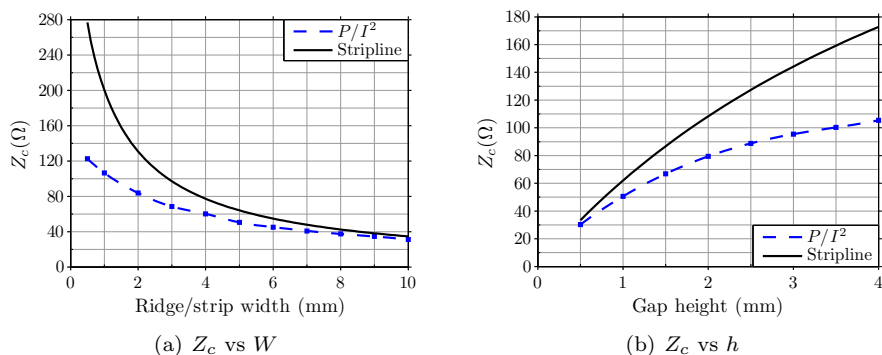 280
240
200
160
120
80
40
0
Z_c(Ω)
P/I²
Stripline
0 2 4 6 8 10
Ridge/strip width (mm)
(a) Z_c vs W
180
160
140
120
100
80
60
40
20
0
Z_c(Ω)
P/I²
Stripline
0 1 2 3 4
Gap height (mm)
(b) Z_c vs h